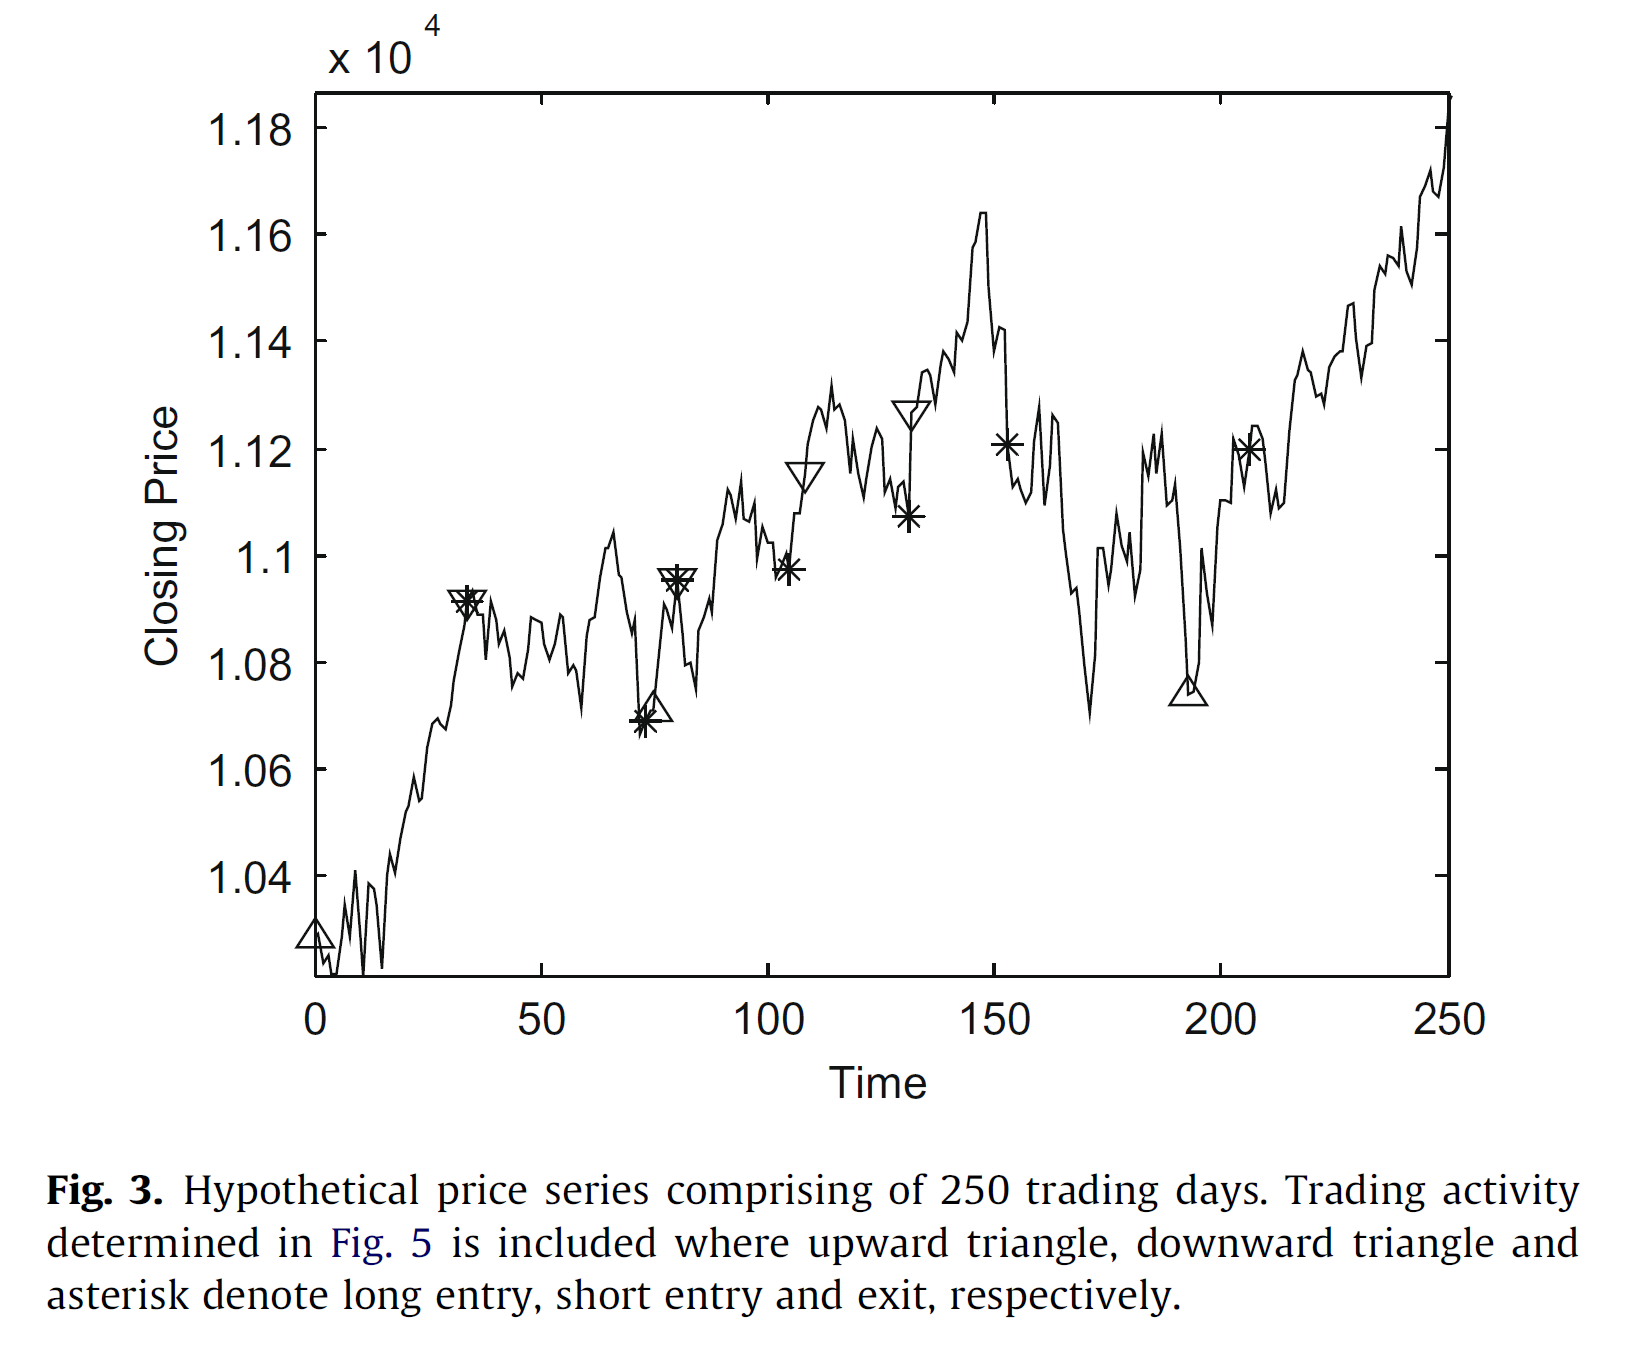 x 10 4
1.18
1.16
1.14
1.12
1.1
1.08
1.06
1.04
Closing Price
0 50 100 150 200 250
Time
Fig. 3. Hypothetical price series comprising of 250 trading days. Trading activity
determined in Fig. 5 is included where upward triangle, downward triangle and
asterisk denote long entry, short entry and exit, respectively.